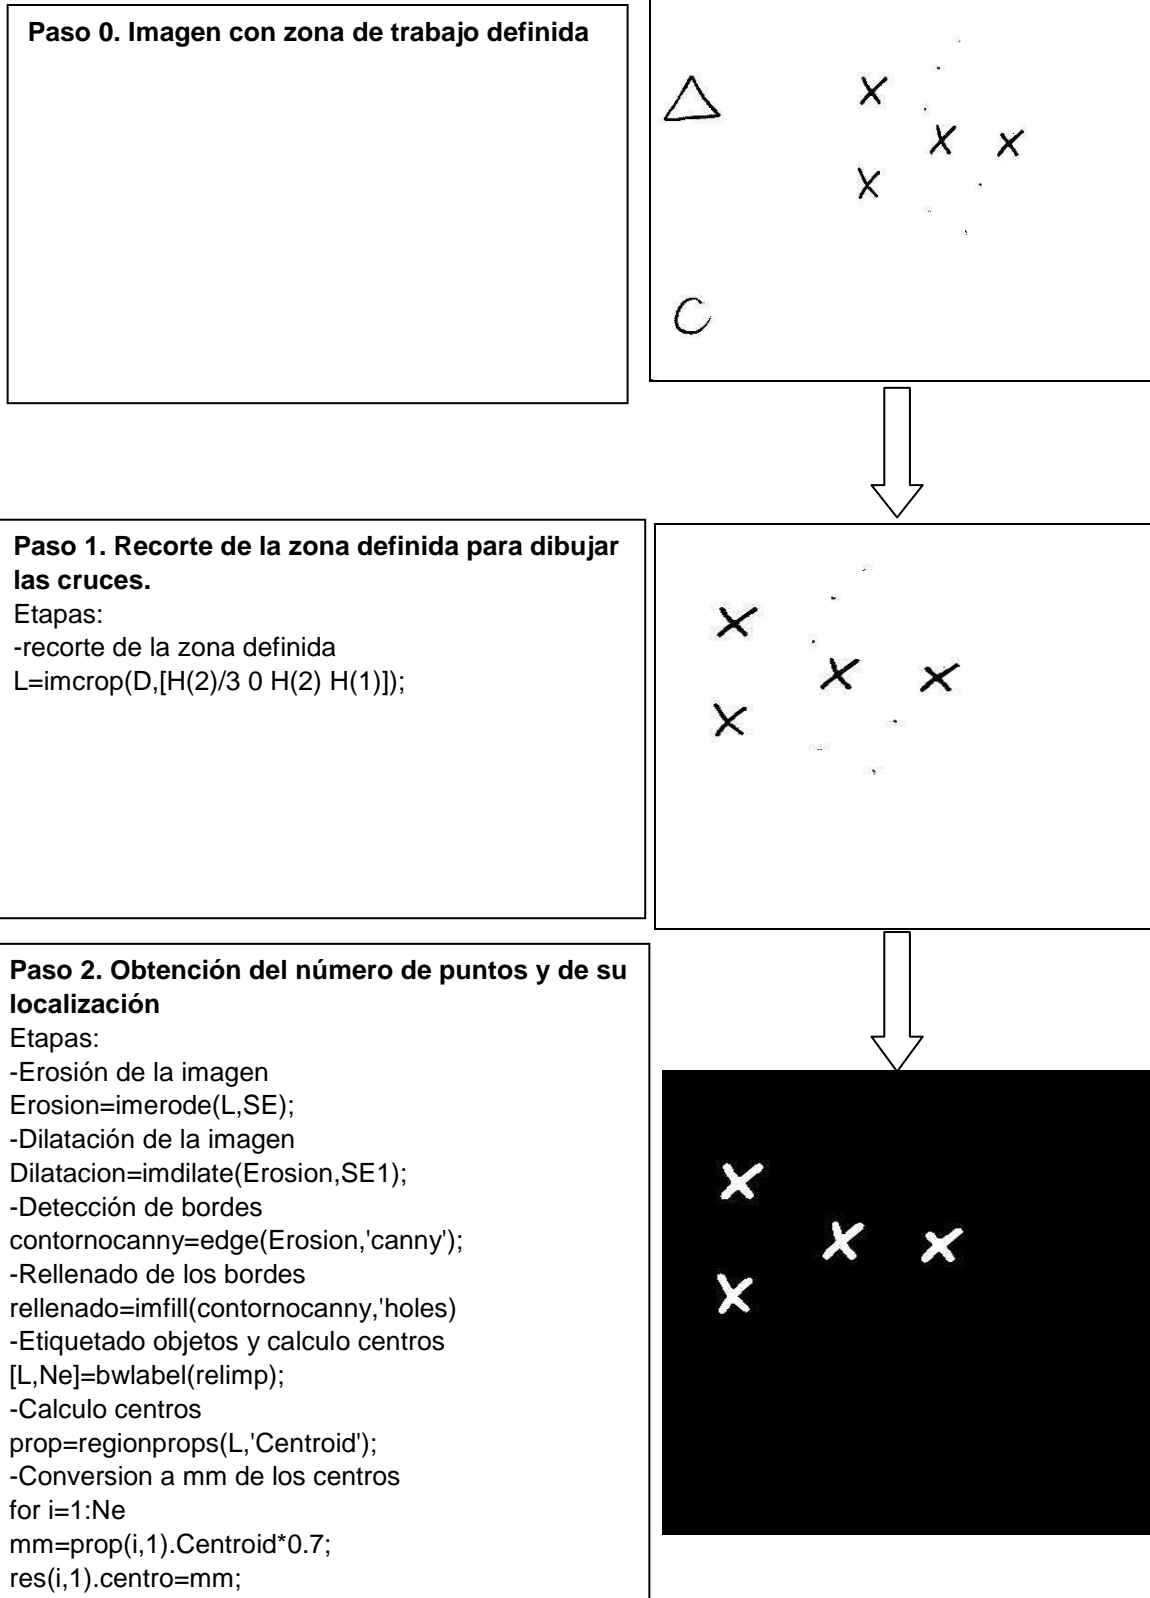 Paso 0. Imagen con zona de trabajo definida
C
Paso 1. Recorte de la zona definida para dibujar
las cruces.
Etapas:
-recorte de la zona definida
L=imcrop(D,[H(2)/3 0 H(2) H(1)]);
Paso 2. Obtención del número de puntos y de su
localización
Etapas:
-Erosión de la imagen
Erosion=imerode(L,SE);
-Dilatación de la imagen
Dilatacion=imdilate(Erosion,SE1);
-Detección de bordes
contornocanny=edge(Erosion,'canny');
-Rellenado de los bordes
rellenado=imfill(contornocanny,'holes)
-Etiquetado objetos y calculo centros
[L,Ne]=bwlabel(relimp);
-Calculo centros
prop=regionprops(L,'Centroid');
-Conversion a mm de los centros
for i=1:Ne
mm=prop(i,1).Centroid*0.7;
res(i,1).centro=mm;